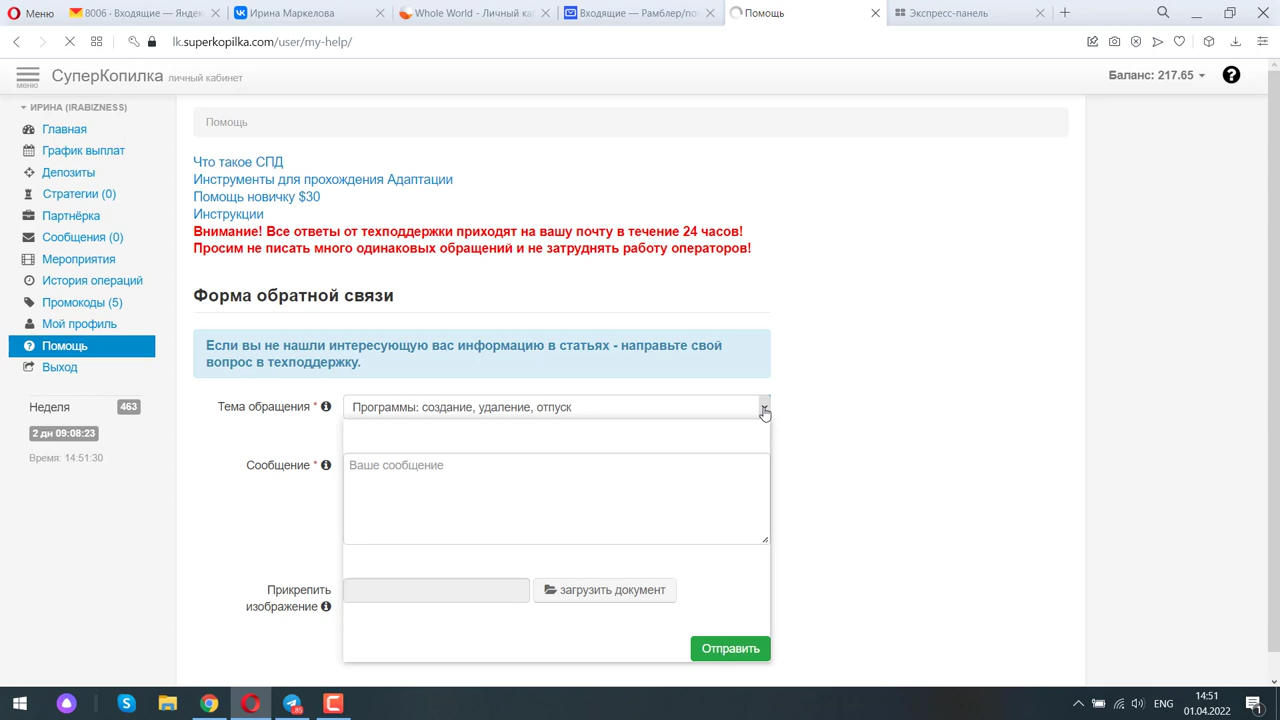 Меню
8006 · Входящие — Яндек
Ирина Маркелова
Whole World - Личный ка
Входящие — Рамблер/по
Помощь
Экспресс-панель
lk.superkopilka.com/user/my-help/
меню
СуперКопилка личный кабинет
Баланс: 217.65
ИРИНА (IRABIZNESS)
Главная
График выплат
Депозиты
Стратегии (0)
Партнёрка
Сообщения (0)
Мероприятия
История операций
Промокоды (5)
Мой профиль
Помощь
Выход
Неделя 463
2 дн 09:08:23
Время: 14:51:30
Помощь
Что такое СПД
Инструменты для прохождения Адаптации
Помощь новичку $30
Инструкции
Внимание! Все ответы от техподдержки приходят на вашу почту в течение 24 часов!
Просим не писать много одинаковых обращений и не затруднять работу операторов!
Форма обратной связи
Если вы не нашли интересующую вас информацию в статьях - направьте свой
вопрос в техподдержку.
Тема обращения * Программы: создание, удаление, отпуск
Сообщение * Ваше сообщение
Прикрепить
изображение
загрузить документ
Отправить
85
ENG
14:51
01.04.2022
1